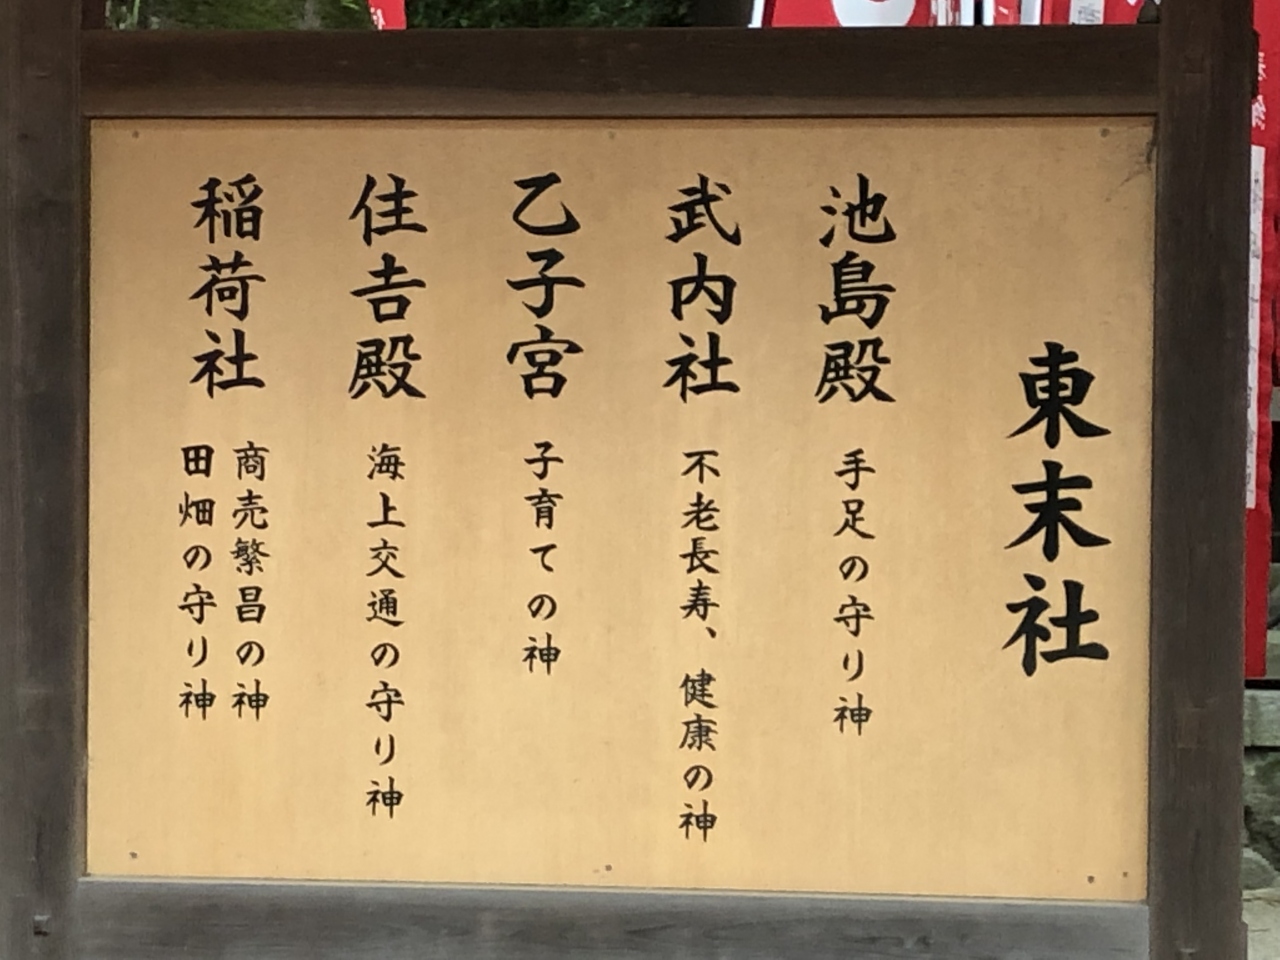 東末社
池島殿 手足の守り神
武内社 不老長寿、健康の神
乙子宮 子育ての神
住𠮷殿 海上交通の守り神
稲荷社 商売繁昌の神
田畑の守り神